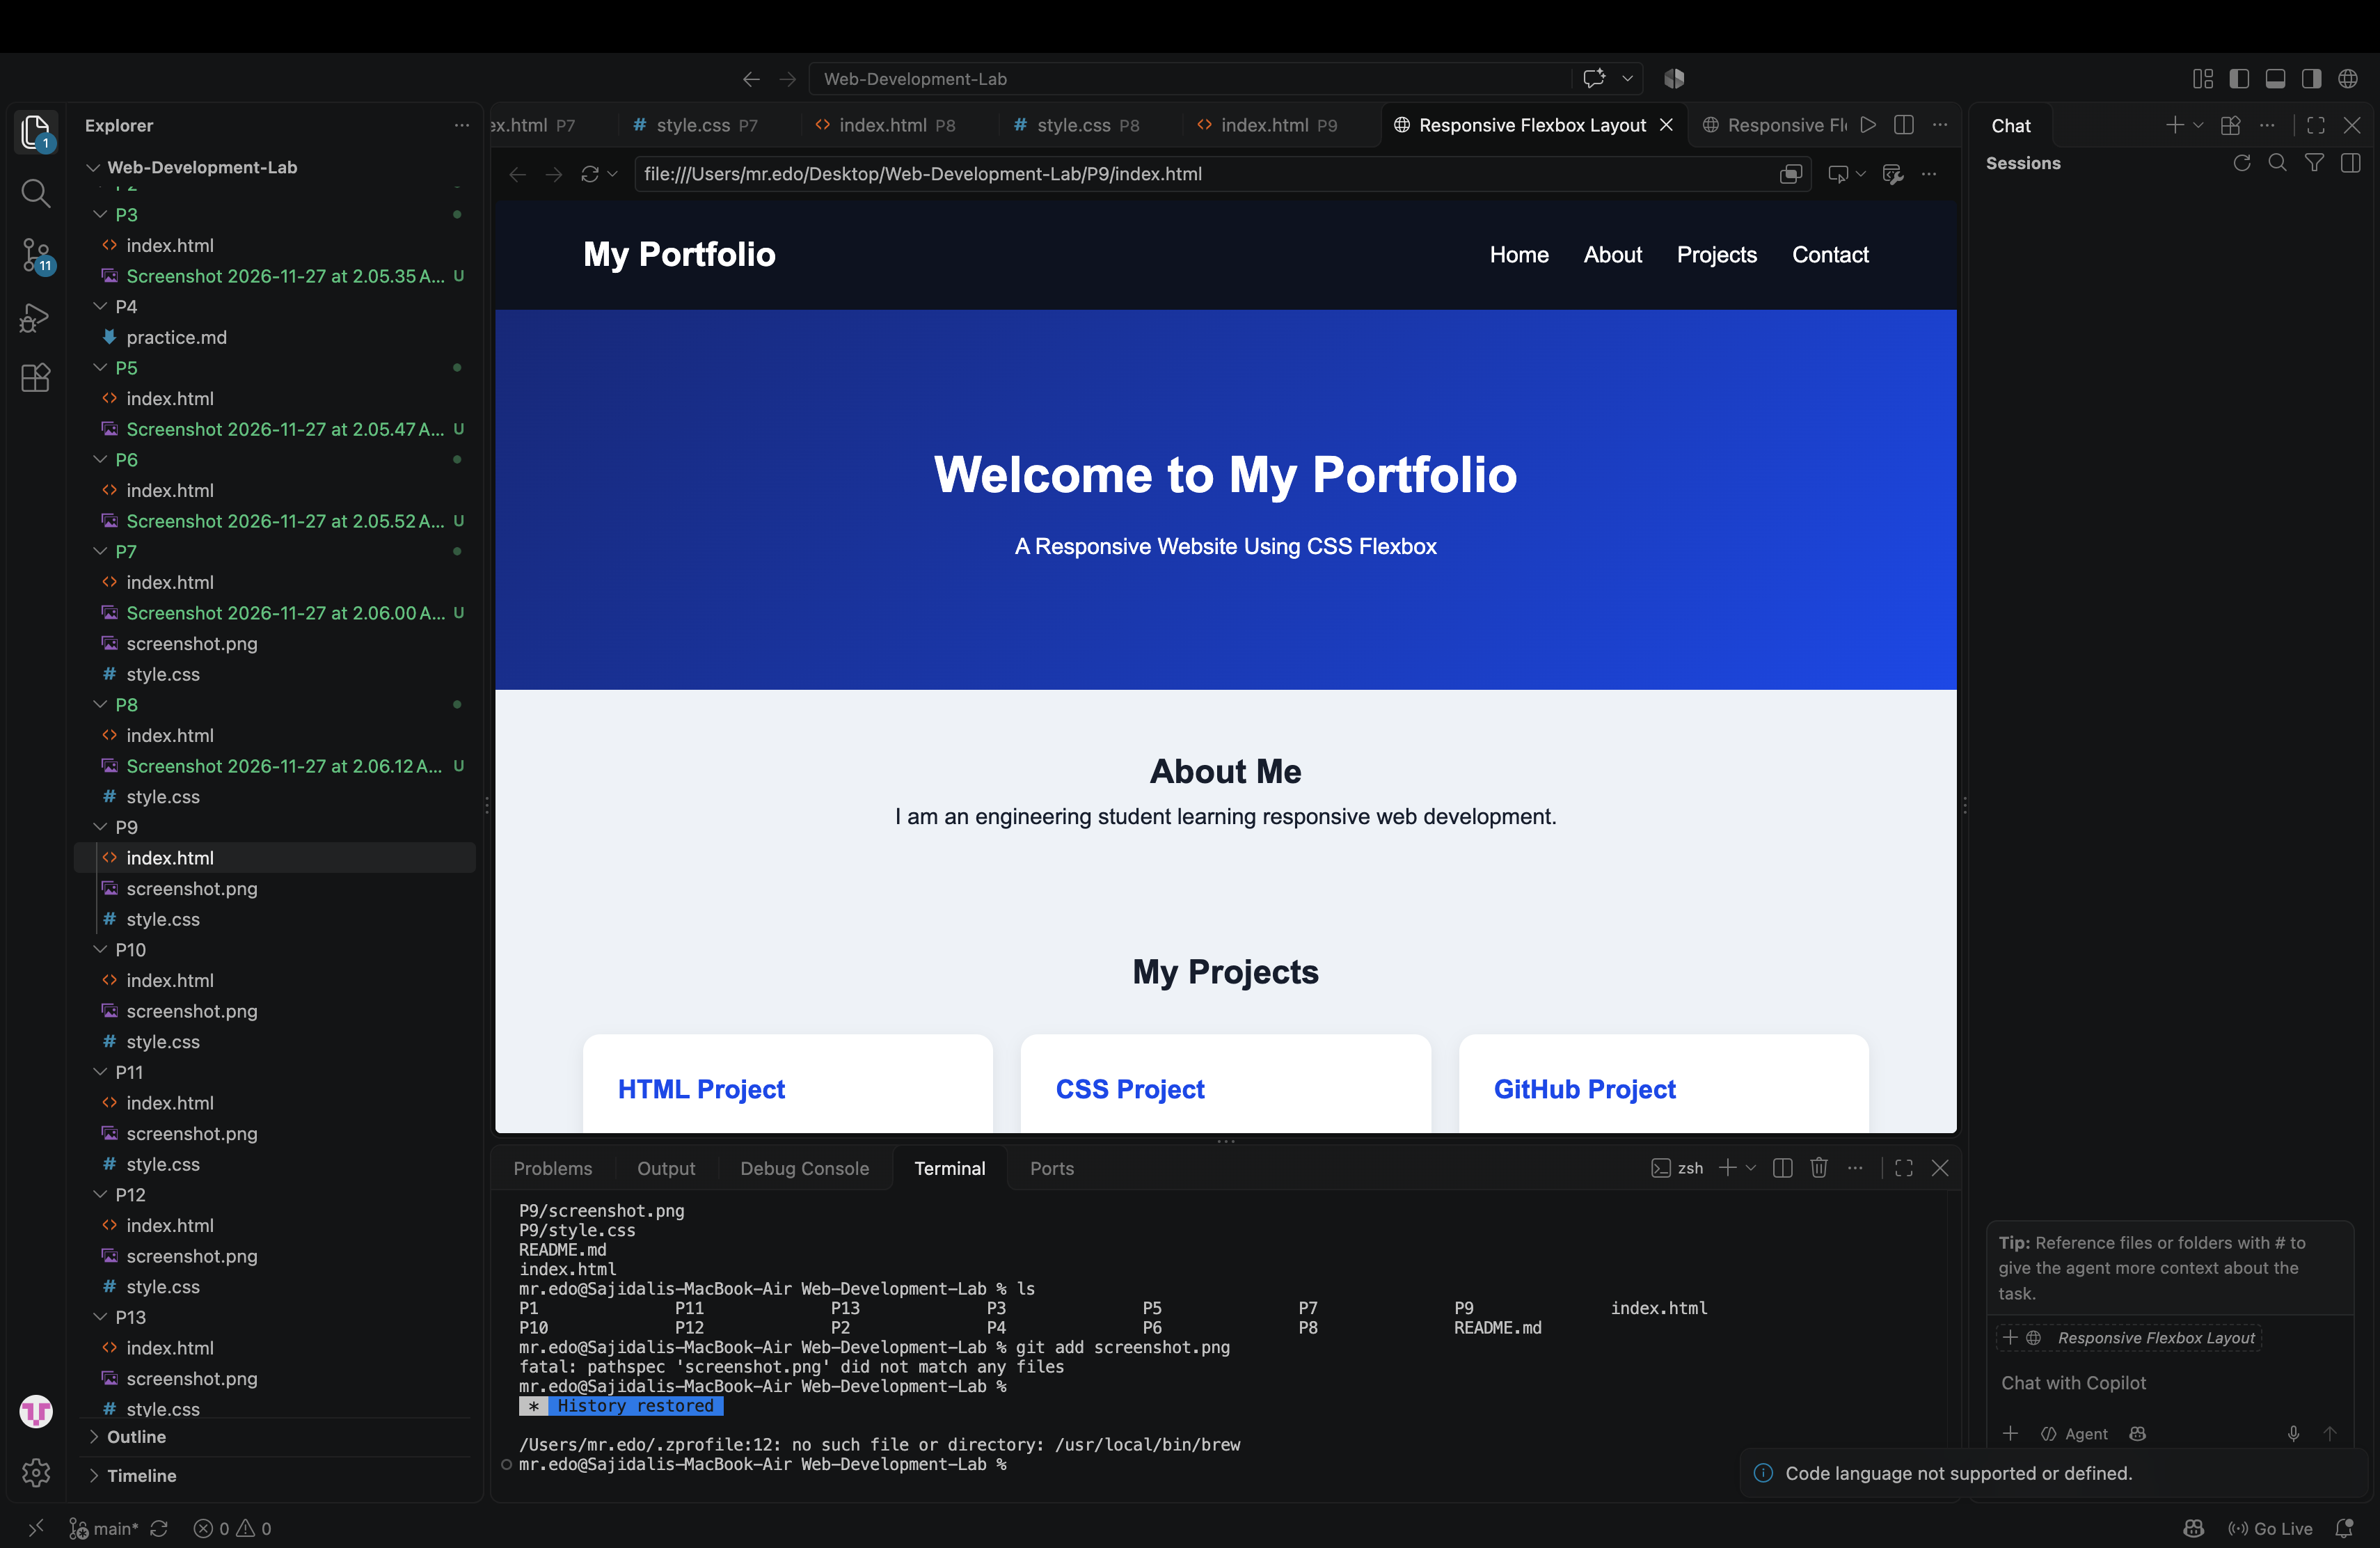 Web-Development-Lab
Explorer
1
11
Web-Development-Lab
P3
index.html
Screenshot 2026-11-27 at 2.05.35 A... U
P4
practice.md
P5
index.html
Screenshot 2026-11-27 at 2.05.47 A... U
P6
index.html
Screenshot 2026-11-27 at 2.05.52 A... U
P7
index.html
Screenshot 2026-11-27 at 2.06.00 A... U
screenshot.png
# style.css
P8
index.html
Screenshot 2026-11-27 at 2.06.12 A... U
# style.css
P9
index.html
screenshot.png
# style.css
P10
index.html
screenshot.png
# style.css
P11
index.html
screenshot.png
# style.css
P12
index.html
screenshot.png
# style.css
P13
index.html
screenshot.png
# style.css
Outline
Timeline
ex.html P7 # style.css P7 <> index.html P8 # style.css P8 <> index.html P9 Responsive Flexbox Layout Responsive Fl
file:///Users/mr.edo/Desktop/Web-Development-Lab/P9/index.html
My Portfolio Home About Projects Contact
Welcome to My Portfolio
A Responsive Website Using CSS Flexbox
About Me
I am an engineering student learning responsive web development.
My Projects
HTML Project CSS Project GitHub Project
Problems Output Debug Console Terminal Ports zsh
P9/screenshot.png
P9/style.css
README.md
index.html
mr.edo@Sajidalis-MacBook-Air Web-Development-Lab % ls
P1 P11 P13 P3 P5 P7 P9 index.html
P10 P12 P2 P4 P6 P8 README.md
mr.edo@Sajidalis-MacBook-Air Web-Development-Lab % git add screenshot.png
fatal: pathspec 'screenshot.png' did not match any files
mr.edo@Sajidalis-MacBook-Air Web-Development-Lab %
* History restored
/Users/mr.edo/.zprofile:12: no such file or directory: /usr/local/bin/brew
mr.edo@Sajidalis-MacBook-Air Web-Development-Lab %
Chat
Sessions
Tip: Reference files or folders with # to
give the agent more context about the
task.
Responsive Flexbox Layout
Chat with Copilot
Agent
Code language not supported or defined.
main* 0 0 Go Live